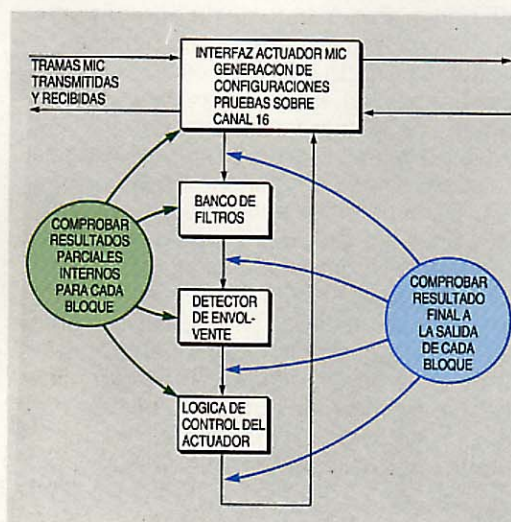 INTERFAZ ACTUADOR MIC
GENERACION DE
CONFIGURACIONES
PRUEBAS SOBRE
CANAL 16
TRAMAS MIC
TRANSMITIDAS
Y RECIBIDAS
BANCO DE
FILTROS
COMPROBAR
RESULTADOS
PARCIALES
INTERNOS
PARA CADA
BLOQUE
DETECTOR
DE ENVOL-
VENTE
COMPROBAR
RESULTADO
FINAL A
LA SALIDA
DE CADA
BLOQUE
LOGICA DE
CONTROL DEL
ACTUADOR